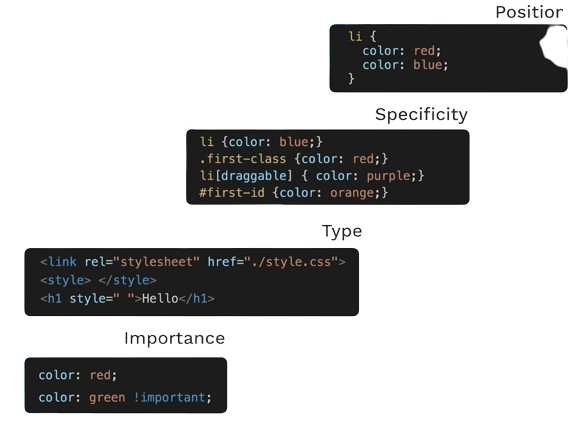 Position
li {
  color: red;
  color: blue;
}
Specificity
li {color: blue;}
.first-class {color: red;}
li[draggable] { color: purple;}
#first-id {color: orange;}
Type
<link rel="stylesheet" href="./style.css">
<style> </style>
<h1 style=" ">Hello</h1>
Importance
color: red;
color: green !important;